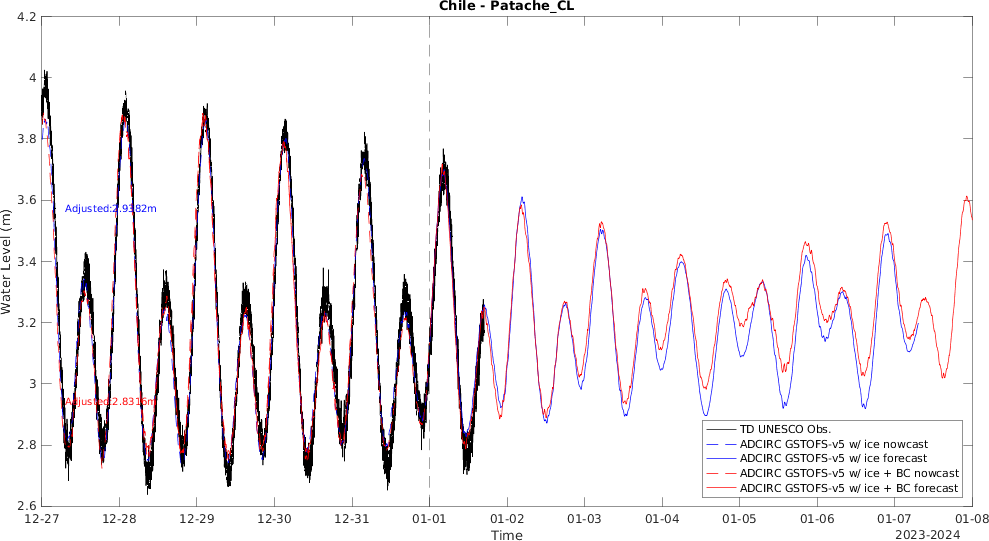 Chile - Patache_CL
4.2
4
3.8
3.6
3.4
3.2
3
2.8
2.6
Water Level (m)
Adjusted:2.9382m
Adjusted:2.8316m
TD UNESCO Obs.
ADCIRC GSTOFS-v5 w/ ice nowcast
ADCIRC GSTOFS-v5 w/ ice forecast
ADCIRC GSTOFS-v5 w/ ice + BC nowcast
ADCIRC GSTOFS-v5 w/ ice + BC forecast
12-27 12-28 12-29 12-30 12-31 01-01 01-02 01-03 01-04 01-05 01-06 01-07 01-08
Time
2023-2024